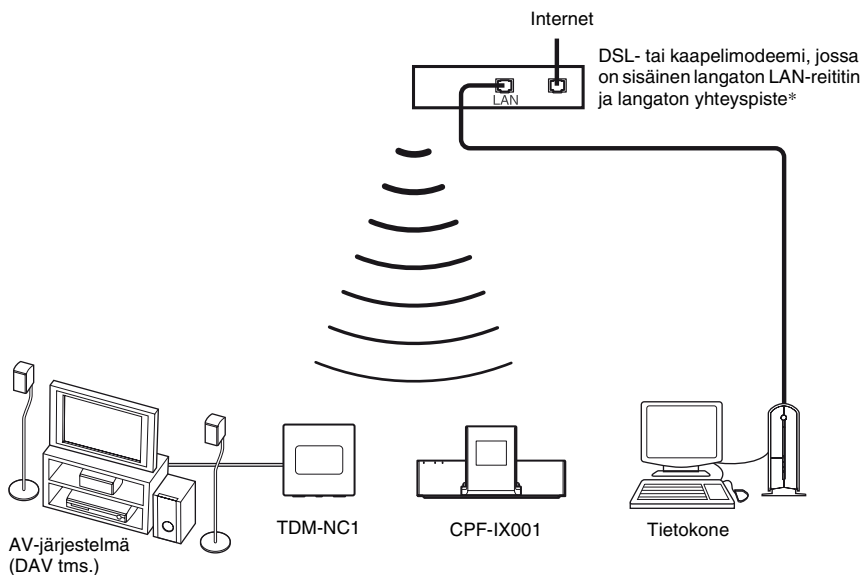 Internet
DSL- tai kaapelimodeemi, jossa
on sisäinen langaton LAN-reititin
ja langaton yhteyspiste*
LAN
TDM-NC1
CPF-IX001
Tietokone
AV-järjestelmä
(DAV tms.)